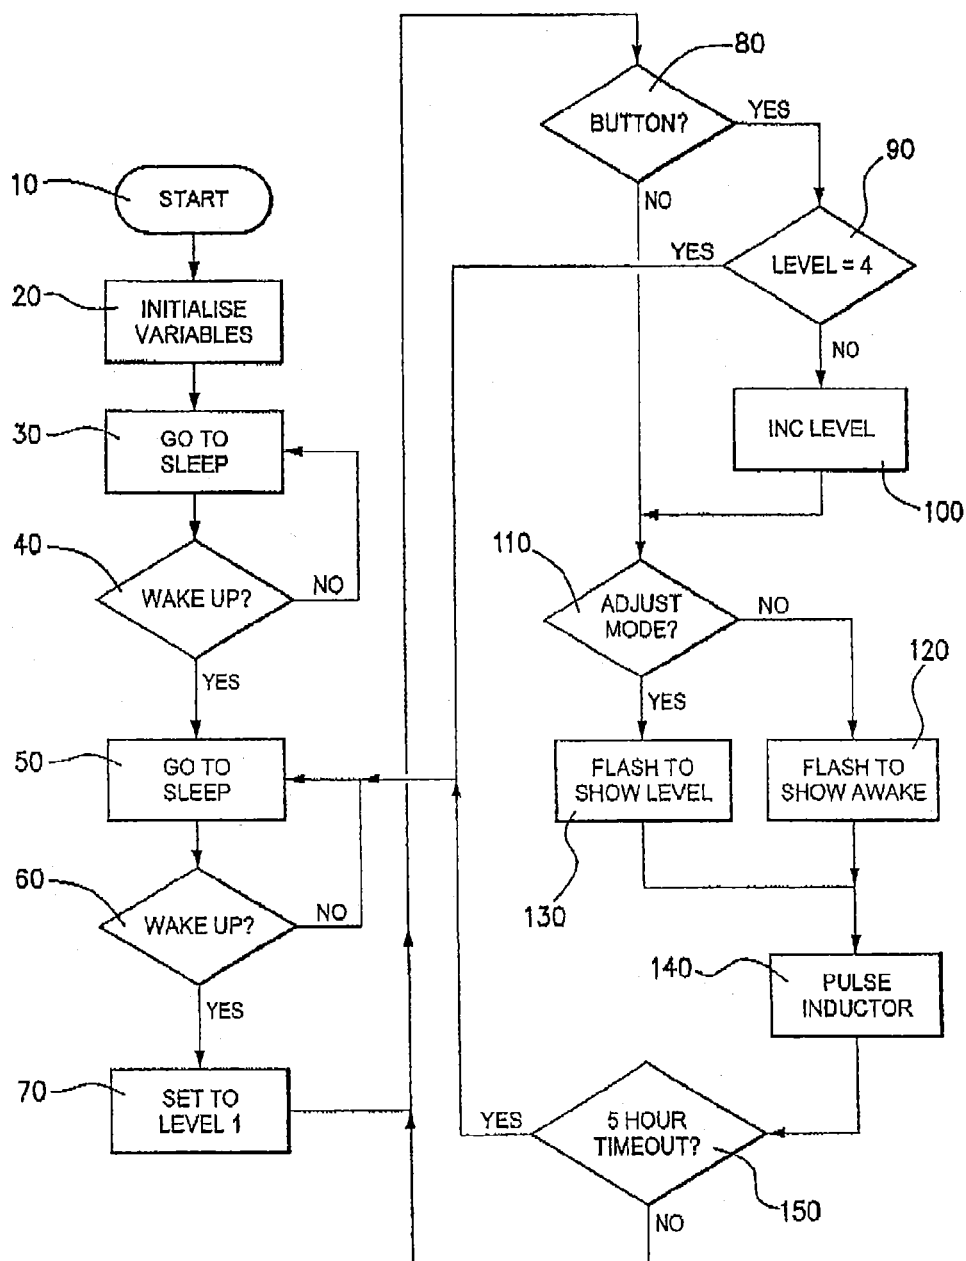 10
START
20
INITIALISE
VARIABLES
30
GO TO
SLEEP
40
WAKE UP?
NO
YES
50
GO TO
SLEEP
60
WAKE UP?
NO
YES
70
SET TO
LEVEL 1
80
BUTTON?
YES
NO
90
LEVEL = 4
YES
NO
INC LEVEL
100
110
ADJUST
MODE?
NO
YES
120
FLASH TO
SHOW LEVEL
130
FLASH TO
SHOW AWAKE
140
PULSE
INDUCTOR
5 HOUR
TIMEOUT?
YES
150
NO